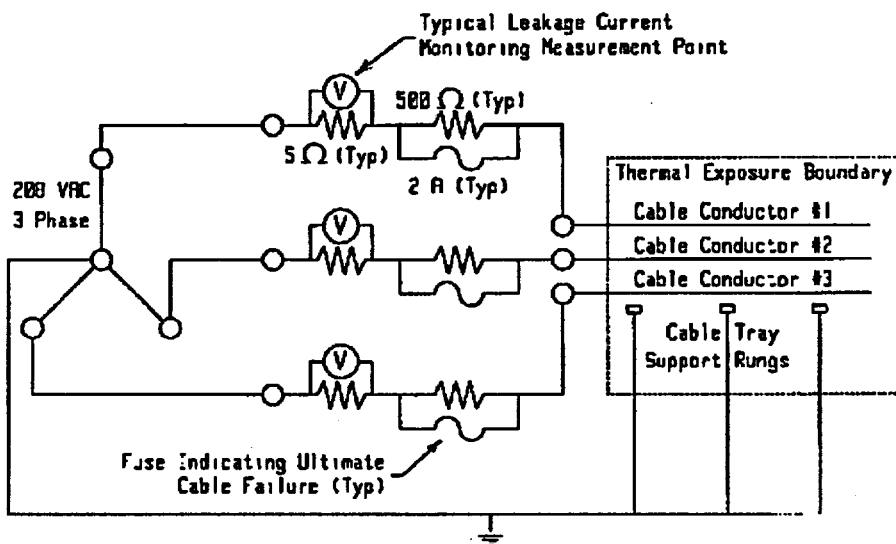 Typical Leakage Current
Monitoring Measurement Point
V
500 Ω (Typ)
5 Ω (Typ)
2 A (Typ)
208 VAC
3 Phase
Thermal Exposure Boundary
Cable Conductor #1
V
Cable Conductor #2
Cable Conductor #3
Cable Tray
Support Rungs
V
Fuse Indicating Ultimate
Cable Failure (Typ)